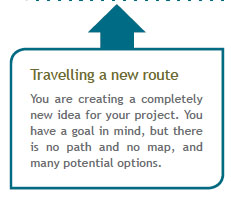 Travelling a new route
You are creating a completely
new idea for your project. You
have a goal in mind, but there
is no path and no map, and
many potential options.